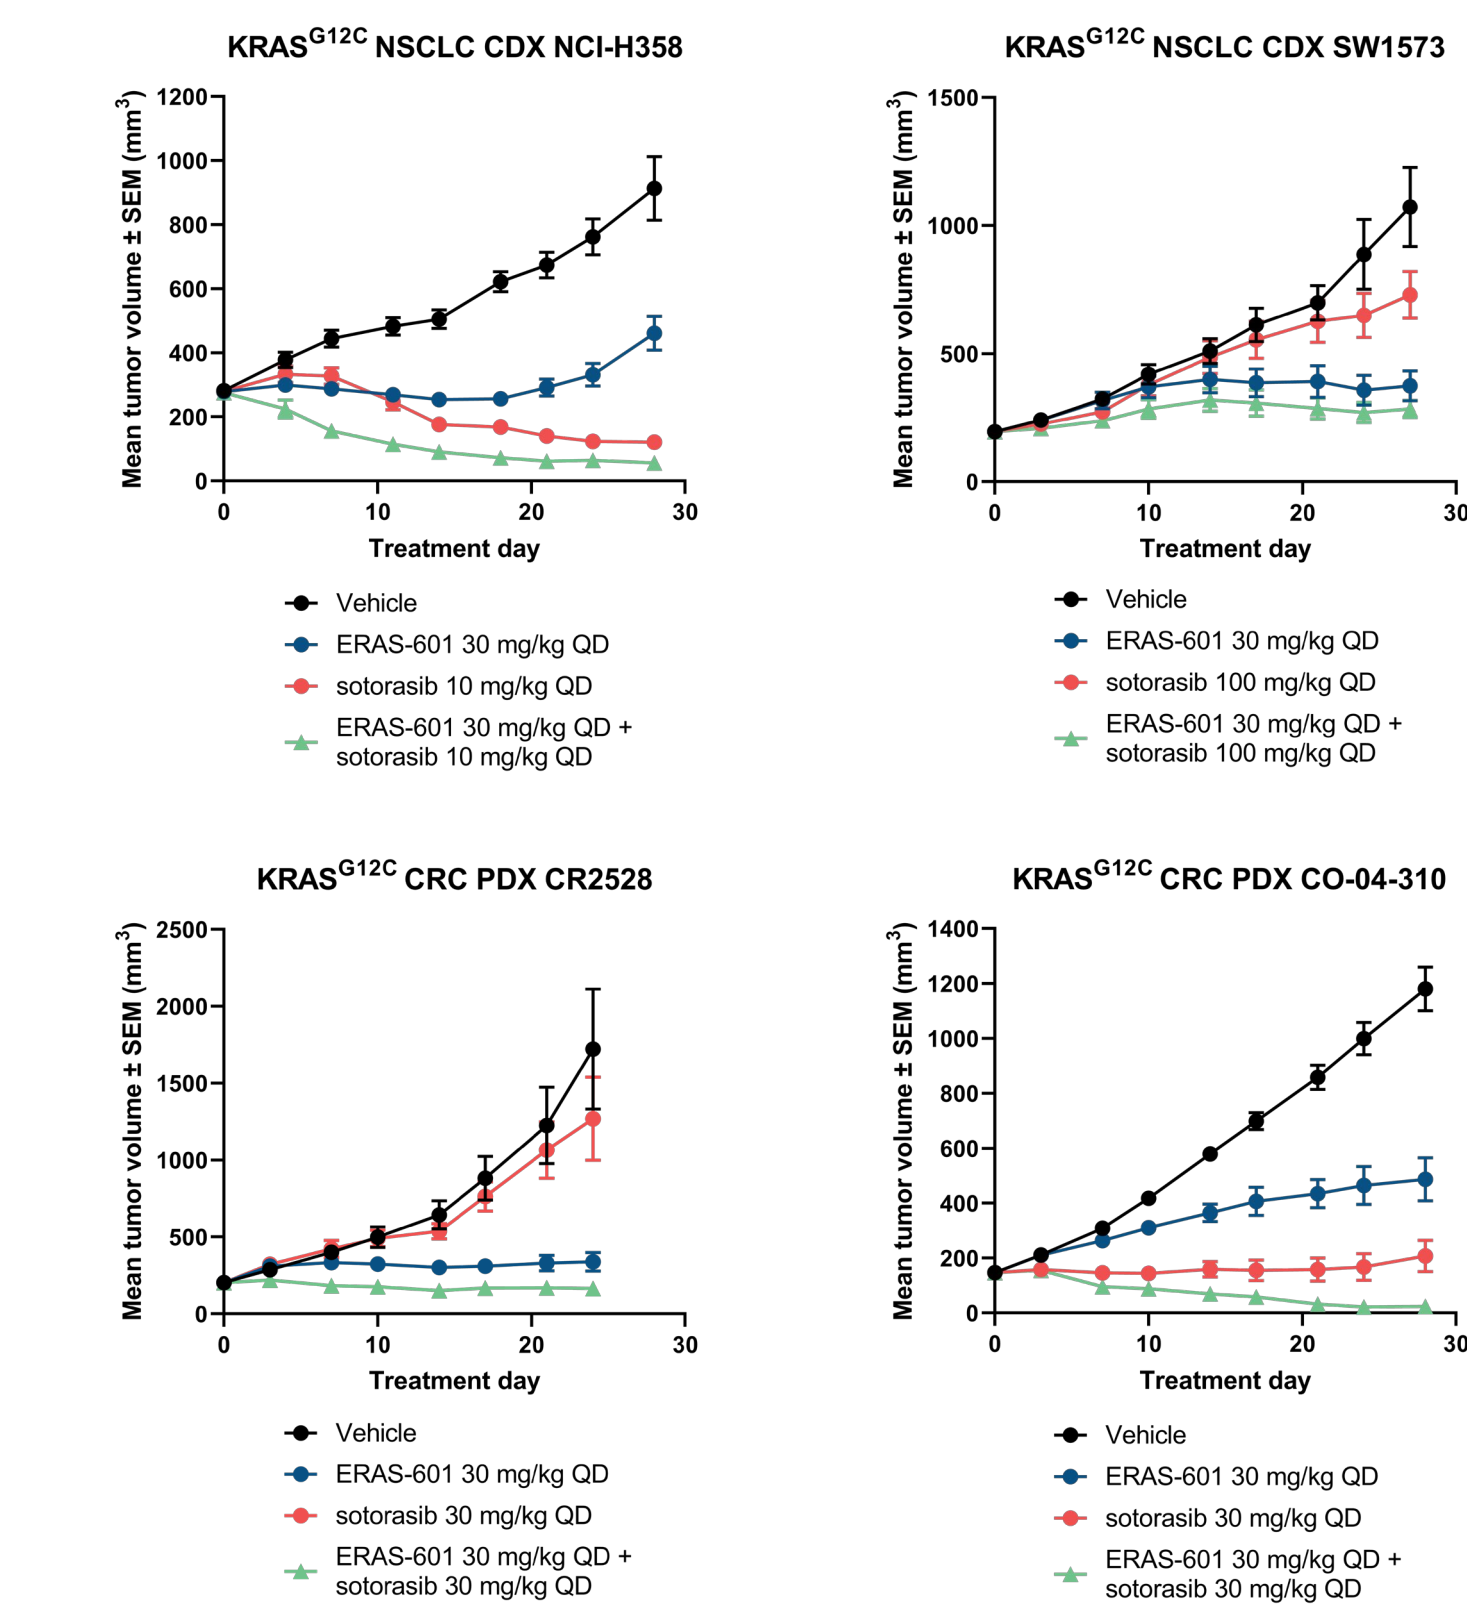 KRASG12C NSCLC CDX NCI-H358
Mean tumor volume ± SEM (mm3)
1200
1000
800
600
400
200
0
0 10 20 30
Treatment day
Vehicle
ERAS-601 30 mg/kg QD
sotorasib 10 mg/kg QD
ERAS-601 30 mg/kg QD +
sotorasib 10 mg/kg QD
KRASG12C NSCLC CDX SW1573
Mean tumor volume ± SEM (mm3)
1500
1000
500
0
0 10 20 30
Treatment day
Vehicle
ERAS-601 30 mg/kg QD
sotorasib 100 mg/kg QD
ERAS-601 30 mg/kg QD +
sotorasib 100 mg/kg QD
KRASG12C CRC PDX CR2528
Mean tumor volume ± SEM (mm3)
2500
2000
1500
1000
500
0
0 10 20 30
Treatment day
Vehicle
ERAS-601 30 mg/kg QD
sotorasib 30 mg/kg QD
ERAS-601 30 mg/kg QD +
sotorasib 30 mg/kg QD
KRASG12C CRC PDX CO-04-310
Mean tumor volume ± SEM (mm3)
1400
1200
1000
800
600
400
200
0
0 10 20 30
Treatment day
Vehicle
ERAS-601 30 mg/kg QD
sotorasib 30 mg/kg QD
ERAS-601 30 mg/kg QD +
sotorasib 30 mg/kg QD